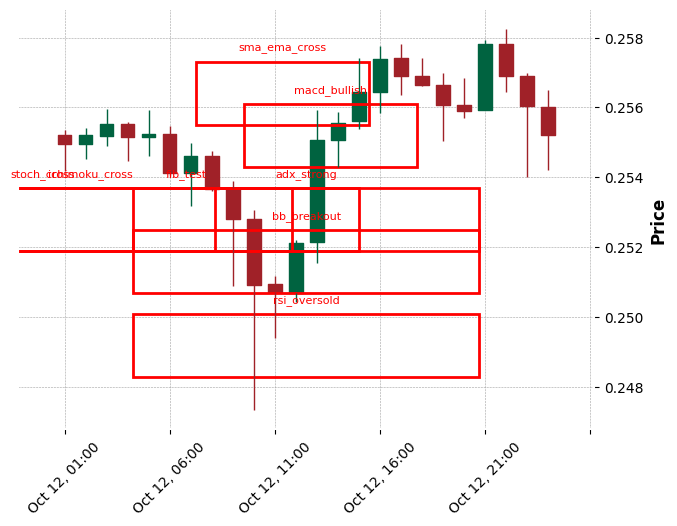 sma_ema_cross
macd_bullish
stoch_cross
ichimoku_cross
fib_test
adx_strong
bb_breakout
rsi_oversold
0.258
0.256
0.254
0.252
0.250
0.248
Price
Oct 12, 01:00
Oct 12, 06:00
Oct 12, 11:00
Oct 12, 16:00
Oct 12, 21:00